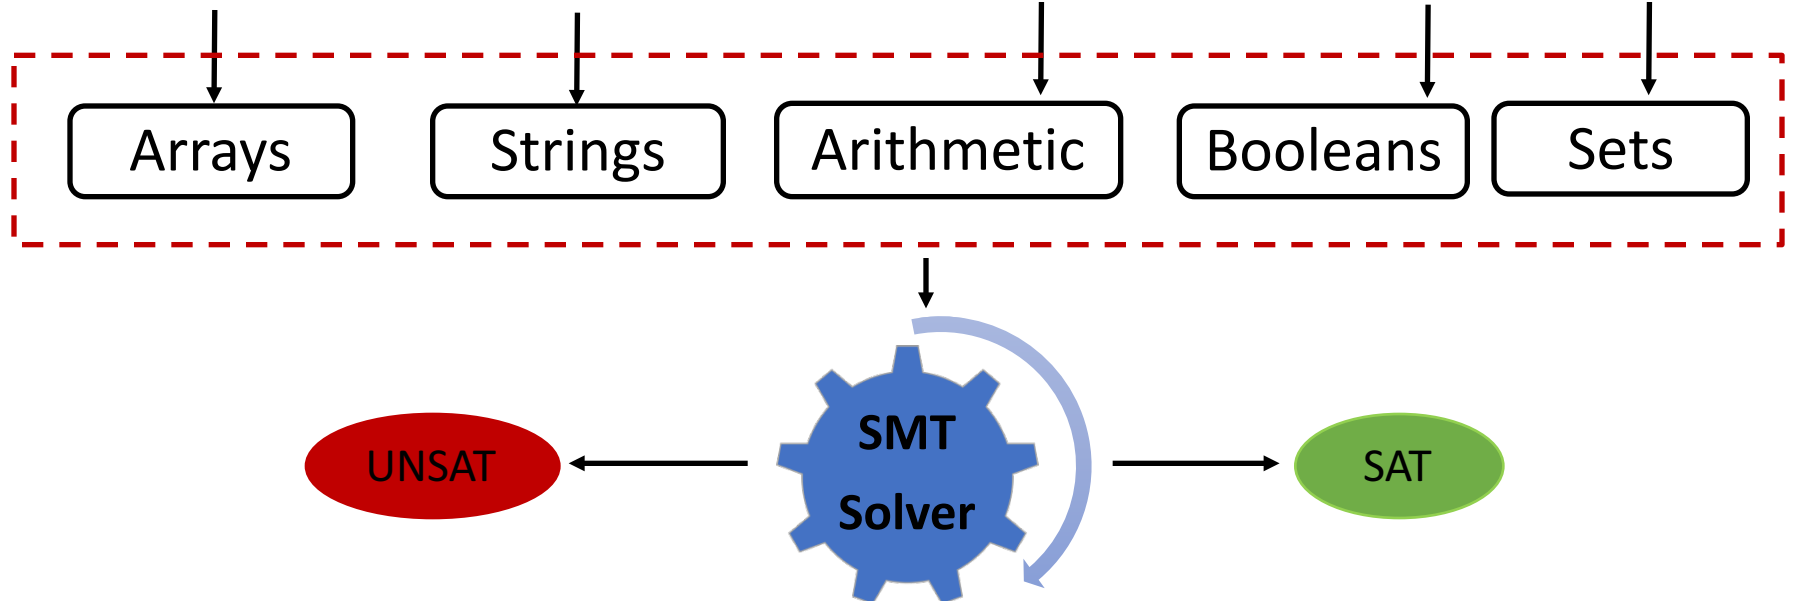 Arrays
Strings
Arithmetic
Booleans
Sets
SMT
Solver
UNSAT
SAT